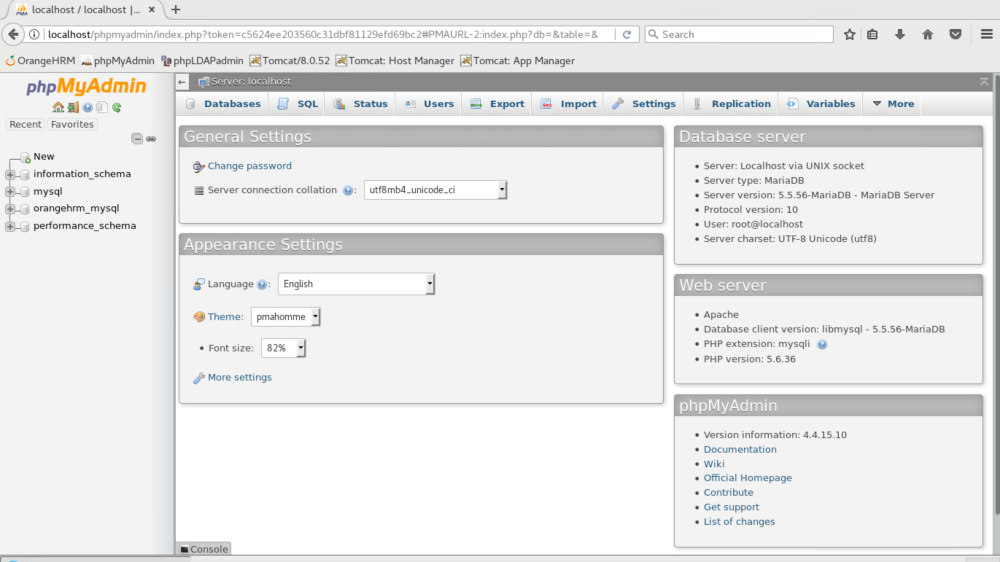 localhost / localhost |...
localhost/phpmyadmin/index.php?token=c5624ee203560c31dbf81129efd69bc2#PMAURL-2:index.php?db=&table=&
Search
OrangeHRM phpMyAdmin phpLDAPadmin Tomcat/8.0.52 Tomcat: Host Manager Tomcat: App Manager
phpMyAdmin
Recent Favorites
New
information_schema
mysql
orangehrm_mysql
performance_schema
Server: localhost
Databases SQL Status Users Export Import Settings Replication Variables More
General Settings
Change password
Server connection collation : utf8mb4_unicode_ci
Appearance Settings
Language : English
Theme: pmahomme
• Font size: 82%
More settings
Database server
• Server: Localhost via UNIX socket
• Server type: MariaDB
• Server version: 5.5.56-MariaDB - MariaDB Server
• Protocol version: 10
• User: root@localhost
• Server charset: UTF-8 Unicode (utf8)
Web server
• Apache
• Database client version: libmysql - 5.5.56-MariaDB
• PHP extension: mysqli
• PHP version: 5.6.36
phpMyAdmin
• Version information: 4.4.15.10
• Documentation
• Wiki
• Official Homepage
• Contribute
• Get support
• List of changes
Console